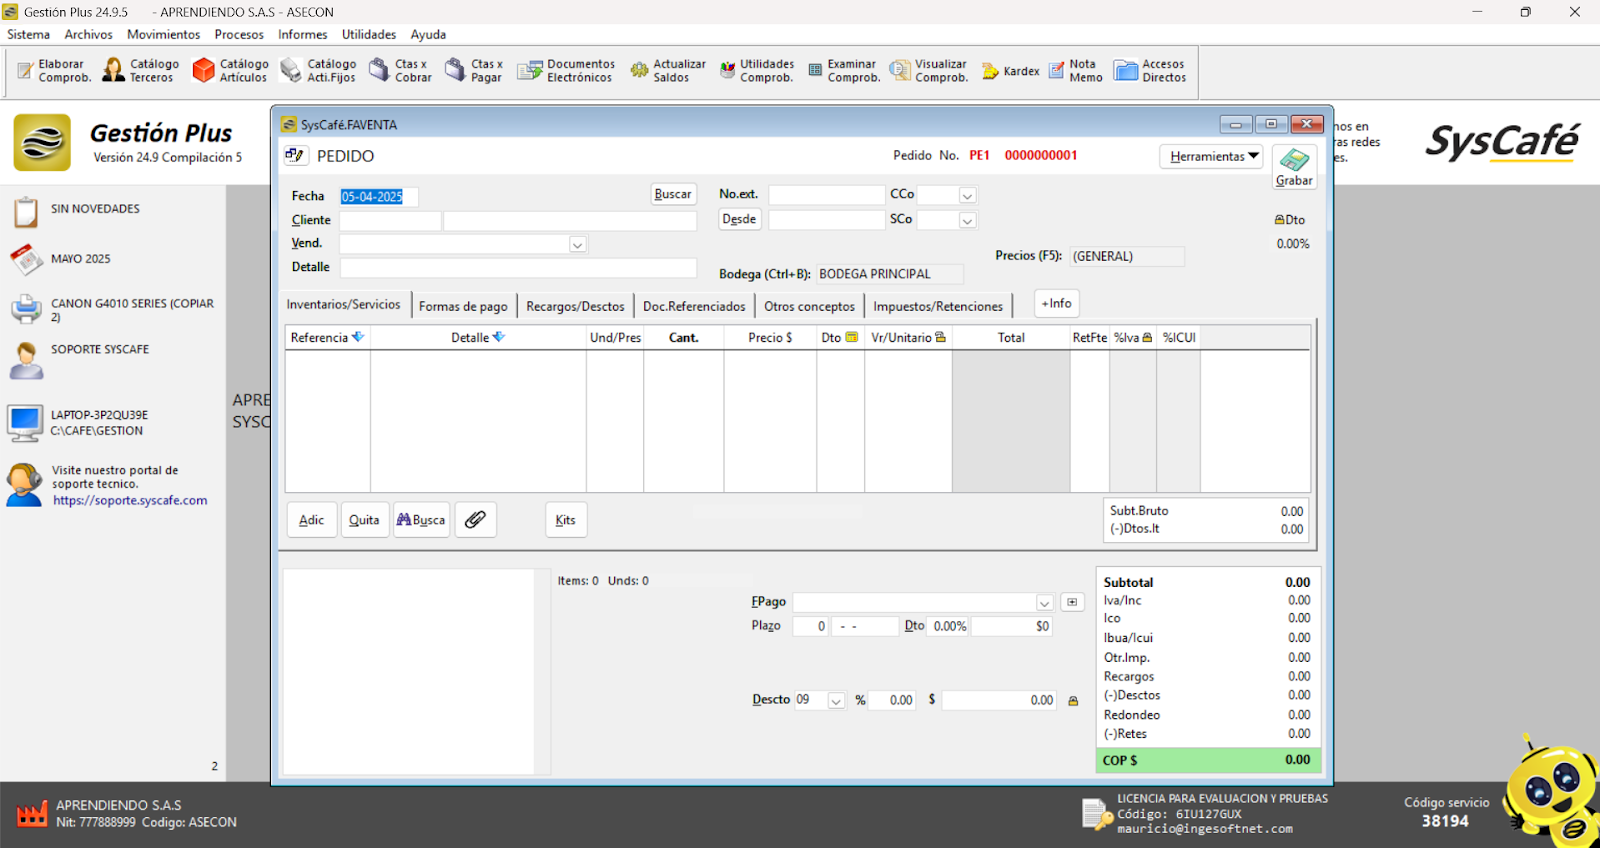 Gestión Plus 24.9.5 - APRENDIENDO S.A.S - ASECON
Sistema Archivos Movimientos Procesos Informes Utilidades Ayuda
Elaborar Comprob.
Catálogo Terceros
Catálogo Artículos
Catálogo Acti.Fijos
Ctas x Cobrar
Ctas x Pagar
Documentos Electrónicos
Actualizar Saldos
Utilidades Comprob.
Examinar Comprob.
Visualizar Comprob.
Kardex
Nota Memo
Accesos Directos
Gestión Plus
Versión 24.9 Compilación 5
nos en
ras redes
es.
SysCafé
SIN NOVEDADES
MAYO 2025
CANON G4010 SERIES (COPIAR
2)
SOPORTE SYSCAFE
LAPTOP-3P2QU39E
C:\CAFE\GESTION
Visite nuestro portal de
soporte tecnico.
https://soporte.syscafe.com
2
APRE
SYSC
SysCafé.FAVENTA
PEDIDO
Pedido No. PE1 0000000001
Herramientas
Grabar
Fecha 05-04-2025 Buscar No.ext. CCo
Cliente Desde SCo Dto
Vend. 0.00%
Precios (F5): (GENERAL)
Detalle Bodega (Ctrl+B): BODEGA PRINCIPAL
Inventarios/Servicios Formas de pago Recargos/Desctos Doc.Referenciados Otros conceptos Impuestos/Retenciones +Info
Referencia Detalle Und/Pres Cant. Precio $ Dto Vr/Unitario Total RetFte %Iva %ICUI
Adic Quita Busca Kits
Subt.Bruto 0.00
(-)Dtos.It 0.00
Items: 0 Unds: 0
FPago
Plazo 0 - - Dto 0.00% $0
Descto 09 % 0.00 $ 0.00
Subtotal 0.00
Iva/Inc 0.00
Ico 0.00
Ibua/Icui 0.00
Otr.Imp. 0.00
Recargos 0.00
(-)Desctos 0.00
Redondeo 0.00
(-)Retes 0.00
COP $ 0.00
APRENDIENDO S.A.S
Nit: 777888999 Codigo: ASECON
LICENCIA PARA EVALUACION Y PRUEBAS
Código: 6IU127GUX
mauricio@ingesoftnet.com
Código servicio
38194